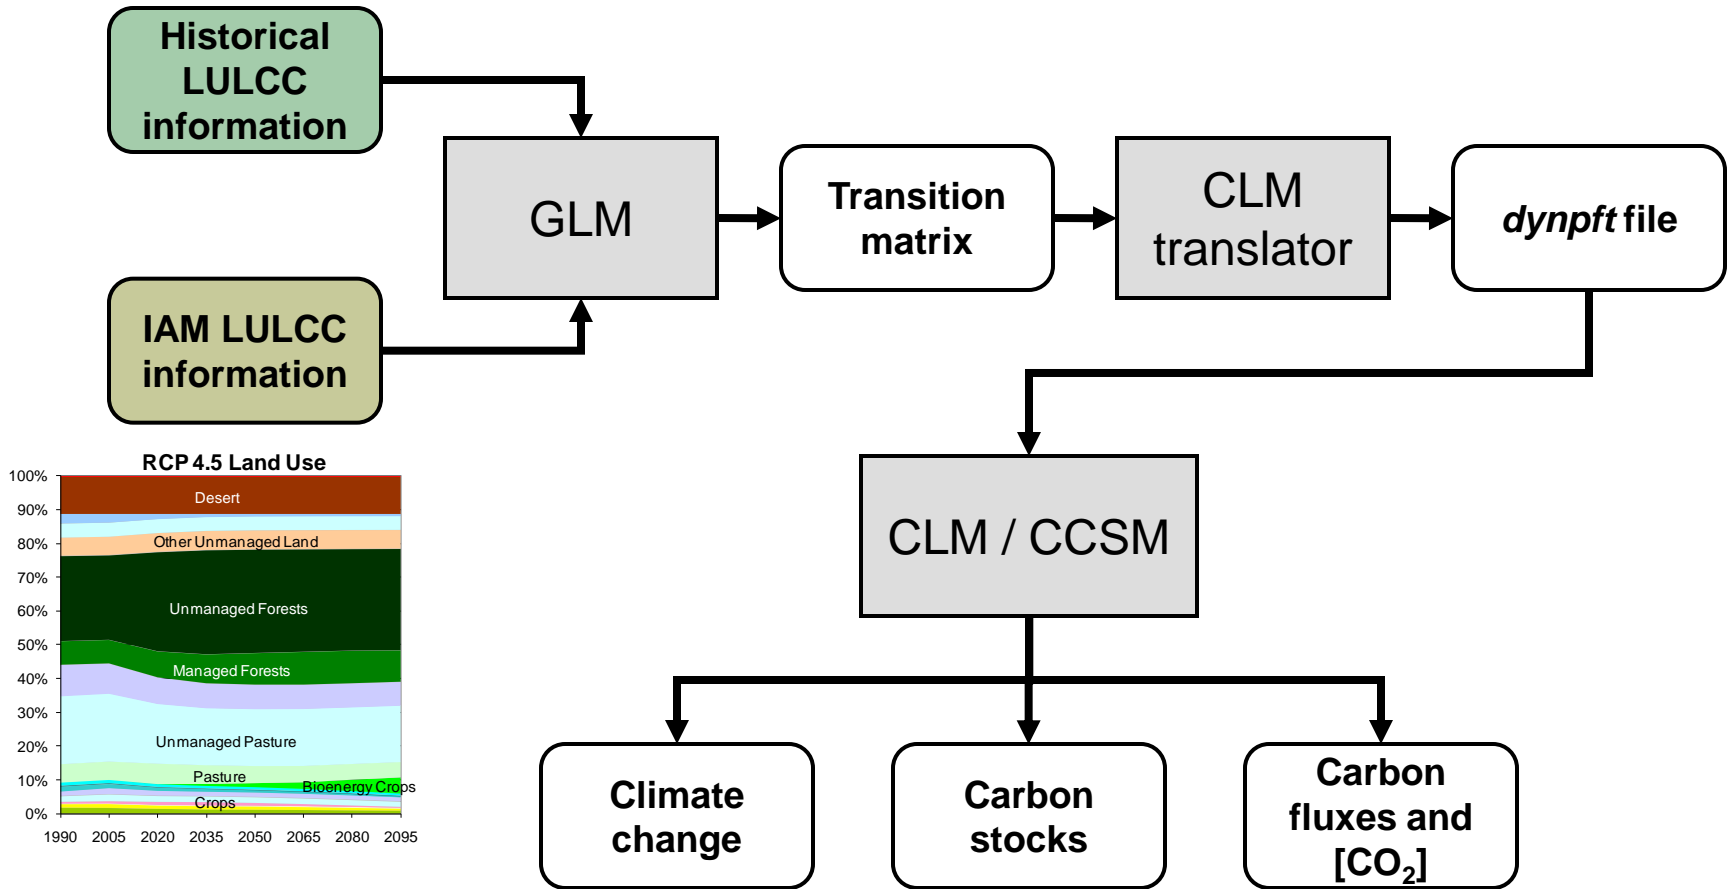 Historical
LULCC
information
GLM
Transition
matrix
CLM
translator
dynpft file
IAM LULCC
information
CLM / CCSM
Climate
change
Carbon
stocks
Carbon
fluxes and
[CO₂]
RCP 4.5 Land Use
100%
90%
80%
70%
60%
50%
40%
30%
20%
10%
0%
Desert
Other Unmanaged Land
Unmanaged Forests
Managed Forests
Unmanaged Pasture
Pasture
Bioenergy Crops
Crops
1990 2005 2020 2035 2050 2065 2080 2095